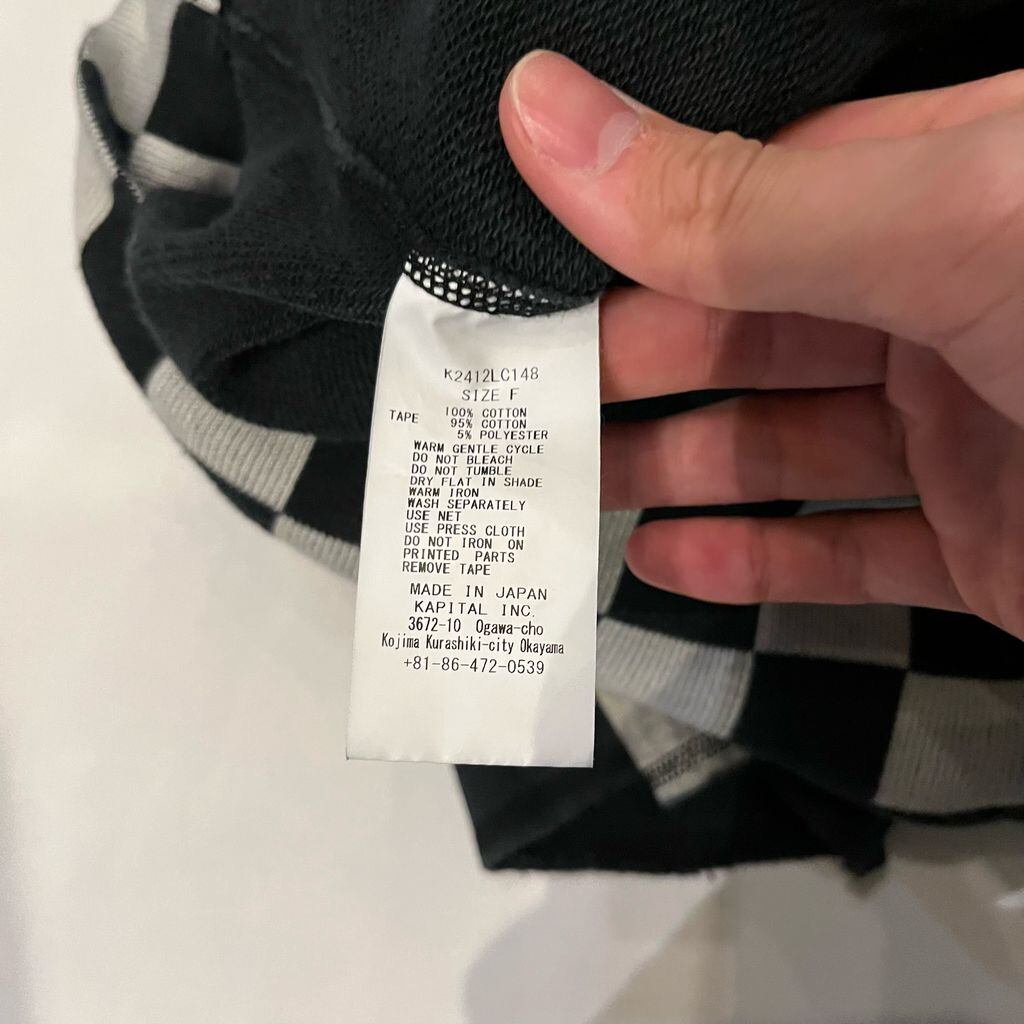 K2412LC148
SIZE F
100% COTTON
TAPE 95% COTTON
5% POLYESTER
WARM GENTLE CYCLE
DO NOT BLEACH
DO NOT TUMBLE
DRY FLAT IN SHADE
WARM IRON
WASH SEPARATELY
USE NET
USE PRESS CLOTH
DO NOT IRON ON
PRINTED PARTS
REMOVE TAPE
MADE IN JAPAN
KAPITAL INC.
3672-10 Ogawa-cho
Kojima Kurashiki-city Okayama
+81-86-472-0539